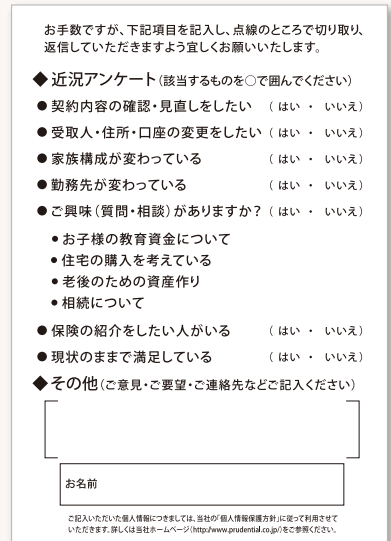 お手数ですが、下記項目を記入し、点線のところで切り取り、
返信していただきますよう宜しくお願いいたします。
◆近況アンケート(該当するものを○で囲んでください)
●契約内容の確認・見直しをしたい （ はい ・ いいえ）
●受取人・住所・口座の変更をしたい （ はい ・ いいえ）
●家族構成が変わっている （ はい ・ いいえ）
●勤務先が変わっている （ はい ・ いいえ）
●ご興味（質問・相談）がありますか？ （ はい ・ いいえ）
•お子様の教育資金について
•住宅の購入を考えている
•老後のための資産作り
•相続について
●保険の紹介をしたい人がいる （ はい ・ いいえ）
●現状のままで満足している （ はい ・ いいえ）
◆その他(ご意見・ご要望・ご連絡先などご記入ください)
お名前
ご記入いただいた個人情報につきましては、当社の「個人情報保護方針」に従って利用させて
いただきます。詳しくは当社ホームページ（http://www.prudential.co.jp/）をご参照ください。